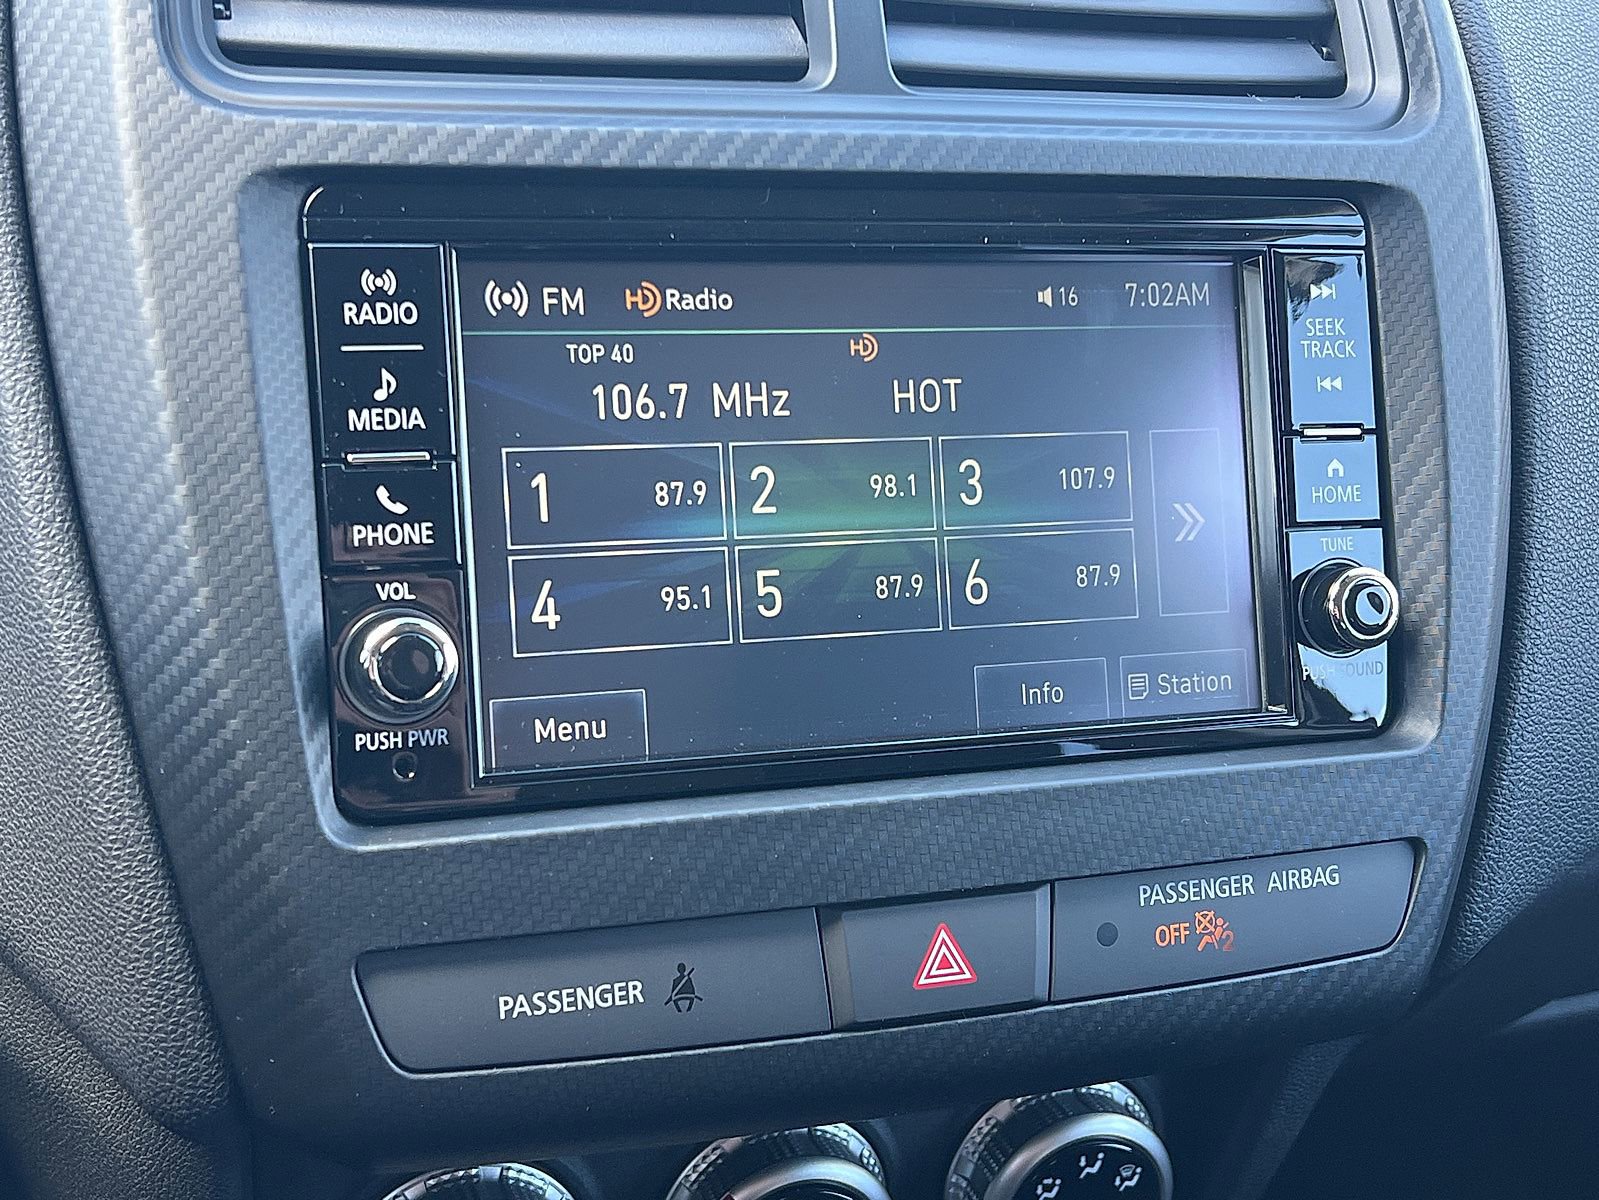 RADIO
MEDIA
PHONE
VOL
PUSH PWR
FM HD Radio 16 7:02AM
TOP 40 HD
106.7 MHz HOT
1 87.9 2 98.1 3 107.9
4 95.1 5 87.9 6 87.9
Menu Info Station
SEEK
TRACK
HOME
TUNE
PUSH SOUND
PASSENGER
PASSENGER AIRBAG
OFF 2